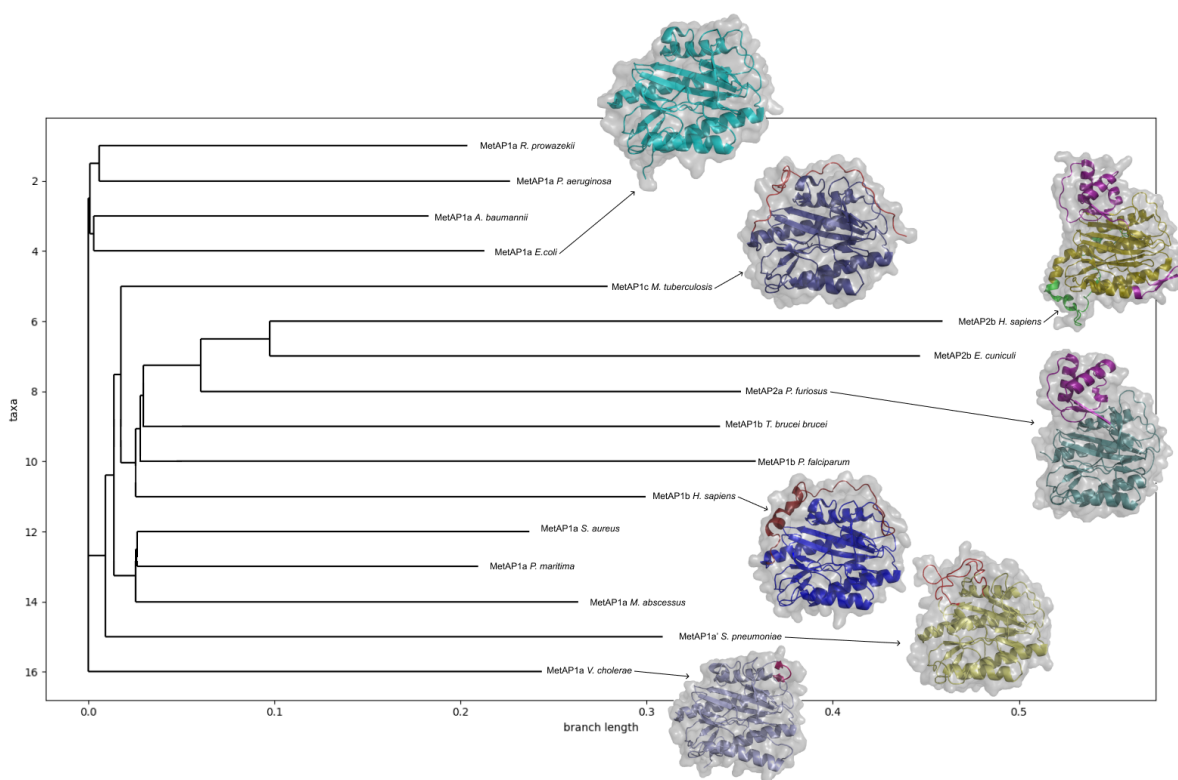 MetAP1a R. prowazekii
2
MetAP1a P. aeruginosa
MetAP1a A. baumannii
4
MetAP1a E.coli
MetAP1c M. tuberculosis
6
MetAP2b H. sapiens
MetAP2b E. cuniculi
8
MetAP2a P. furiosus
taxa
MetAP1b T. brucei brucei
10
MetAP1b P. falciparum
MetAP1b H. sapiens
12
MetAP1a S. aureus
MetAP1a P. maritima
14
MetAP1a M. abscessus
MetAP1a' S. pneumoniae
16
MetAP1a V. cholerae
0.0 0.1 0.2 0.3 0.4 0.5
branch length